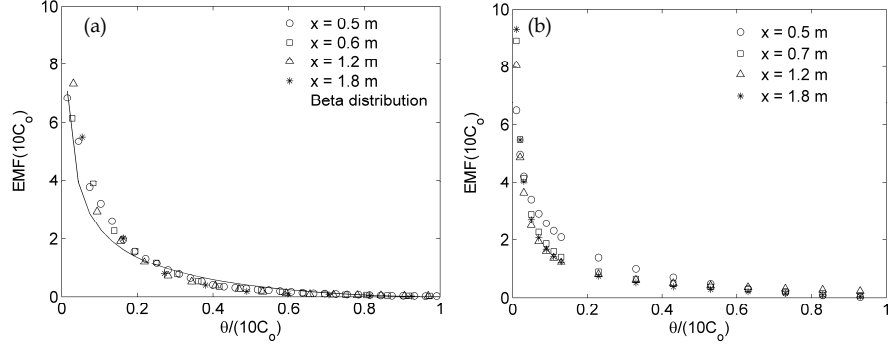 (a)
x = 0.5 m
x = 0.6 m
x = 1.2 m
x = 1.8 m
Beta distribution
10
8
6
4
2
0
EMF(10Cₒ)
0
0.2
0.4
0.6
0.8
1
θ/(10Cₒ)
(b)
x = 0.5 m
x = 0.7 m
x = 1.2 m
x = 1.8 m
10
8
6
4
2
0
EMF(10Cₒ)
0
0.2
0.4
0.6
0.8
1
θ/(10Cₒ)